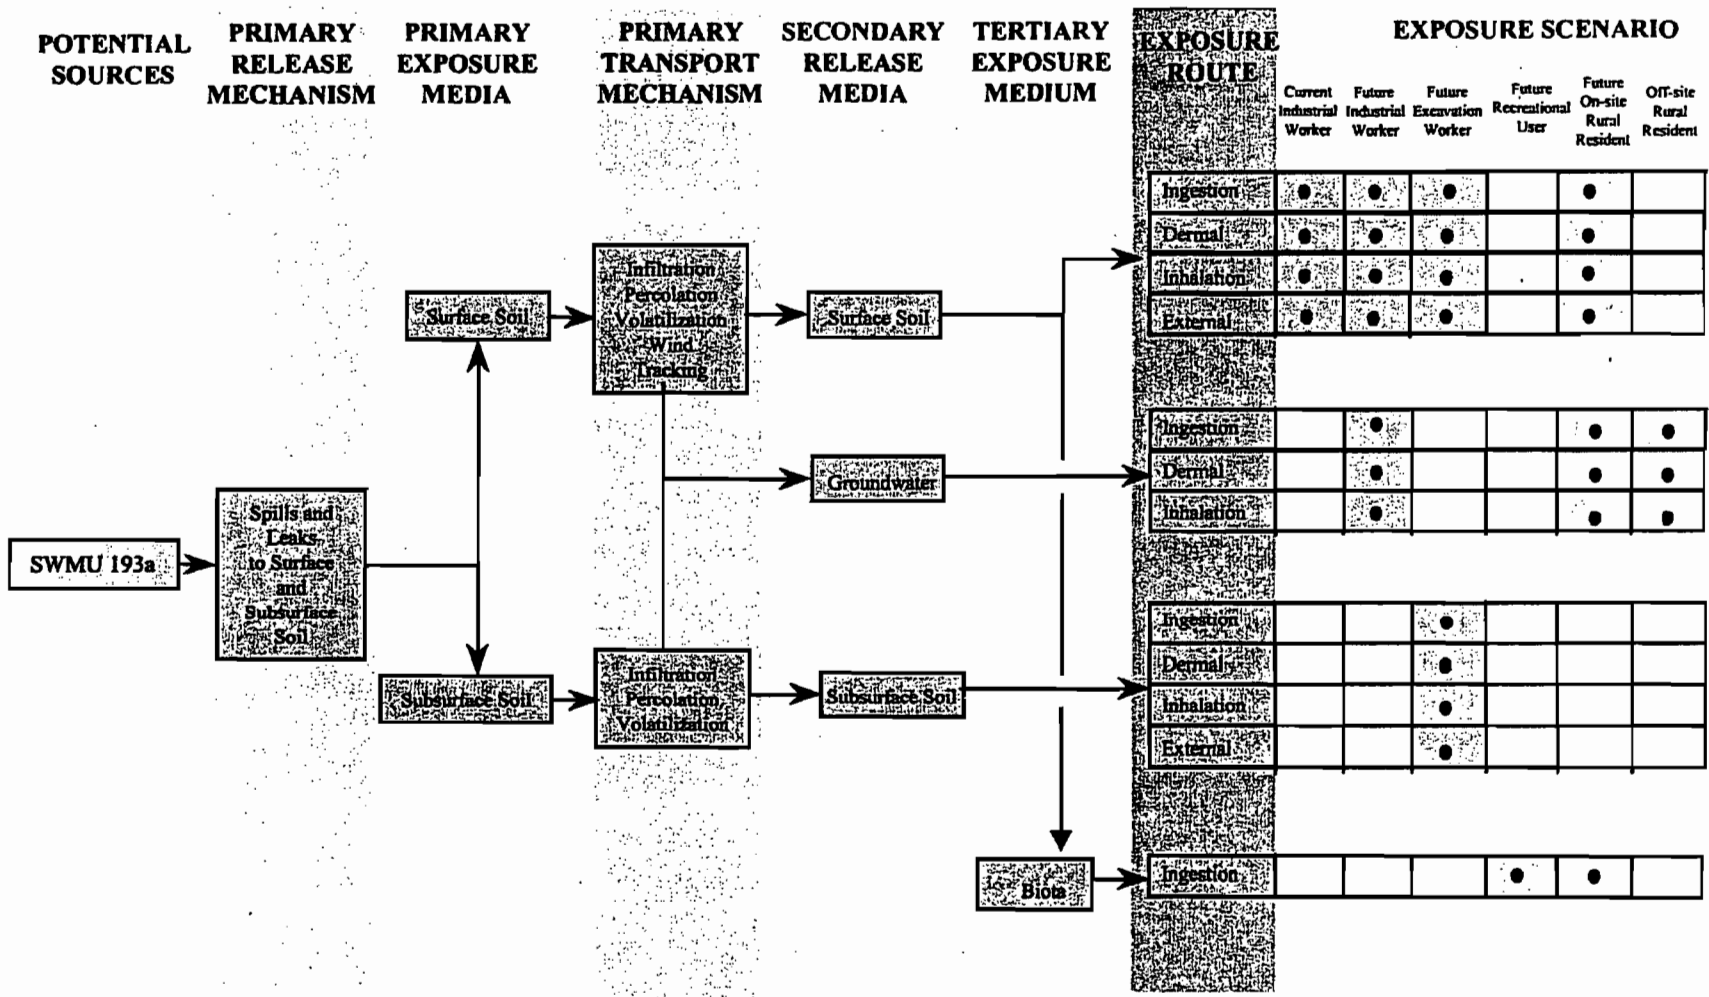 POTENTIAL
SOURCES
PRIMARY
RELEASE
MECHANISM
PRIMARY
EXPOSURE
MEDIA
PRIMARY
TRANSPORT
MECHANISM
SECONDARY
RELEASE
MEDIA
TERTIARY
EXPOSURE
MEDIUM
EXPOSURE
ROUTE
EXPOSURE SCENARIO
Current
Industrial
Worker
Future
Industrial
Worker
Future
Excavation
Worker
Future
Recreational
User
Future
On-site
Rural
Resident
Off-site
Rural
Resident
SWMU 193a
Spills and
Leaks
to Surface
and
Subsurface
Soil
Surface Soil
Subsurface Soil
Infiltration
Percolation
Volatilization
Wind
Tracking
Infiltration
Percolation
Volatilization
Surface Soil
Groundwater
Subsurface Soil
Biota
Ingestion
Dermal
Inhalation
External
Ingestion
Dermal
Inhalation
Ingestion
Dermal
Inhalation
External
Ingestion